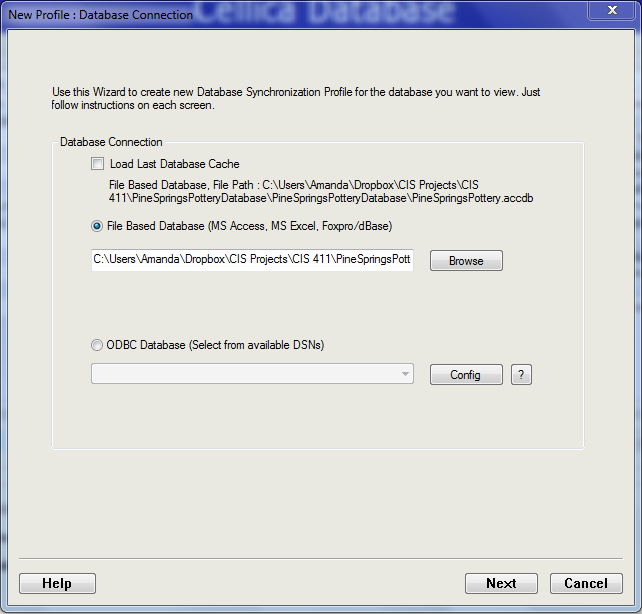 Cellica Database
New Profile : Database Connection
Use this Wizard to create new Database Synchronization Profile for the database you want to view. Just
follow instructions on each screen.
Database Connection
Load Last Database Cache
File Based Database, File Path : C:\Users\Amanda\Dropbox\CIS Projects\CIS
411\PineSpringsPotteryDatabase\PineSpringsPotteryDatabase\PineSpringsPottery.accdb
File Based Database (MS Access, MS Excel, Foxpro/dBase)
C:\Users\Amanda\Dropbox\CIS Projects\CIS 411\PineSpringsPott
Browse
ODBC Database (Select from available DSNs)
Config
?
Help
Next
Cancel